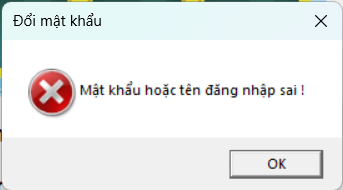 Đổi mật khẩu
Mật khẩu hoặc tên đăng nhập sai !
OK